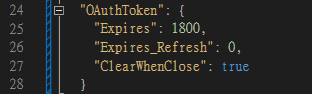 24 "OAuthToken": {
25 "Expires": 1800,
26 "Expires_Refresh": 0,
27 "ClearWhenClose": true
28 }